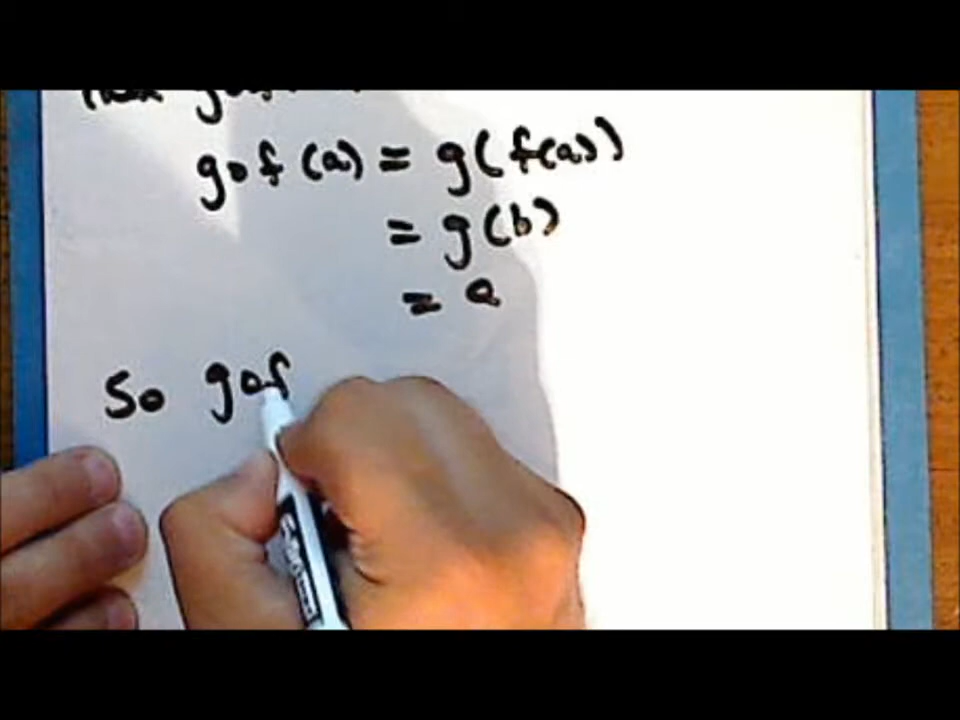 g∘f (a) = g(f(a))
= g(b)
= a
So g∘f